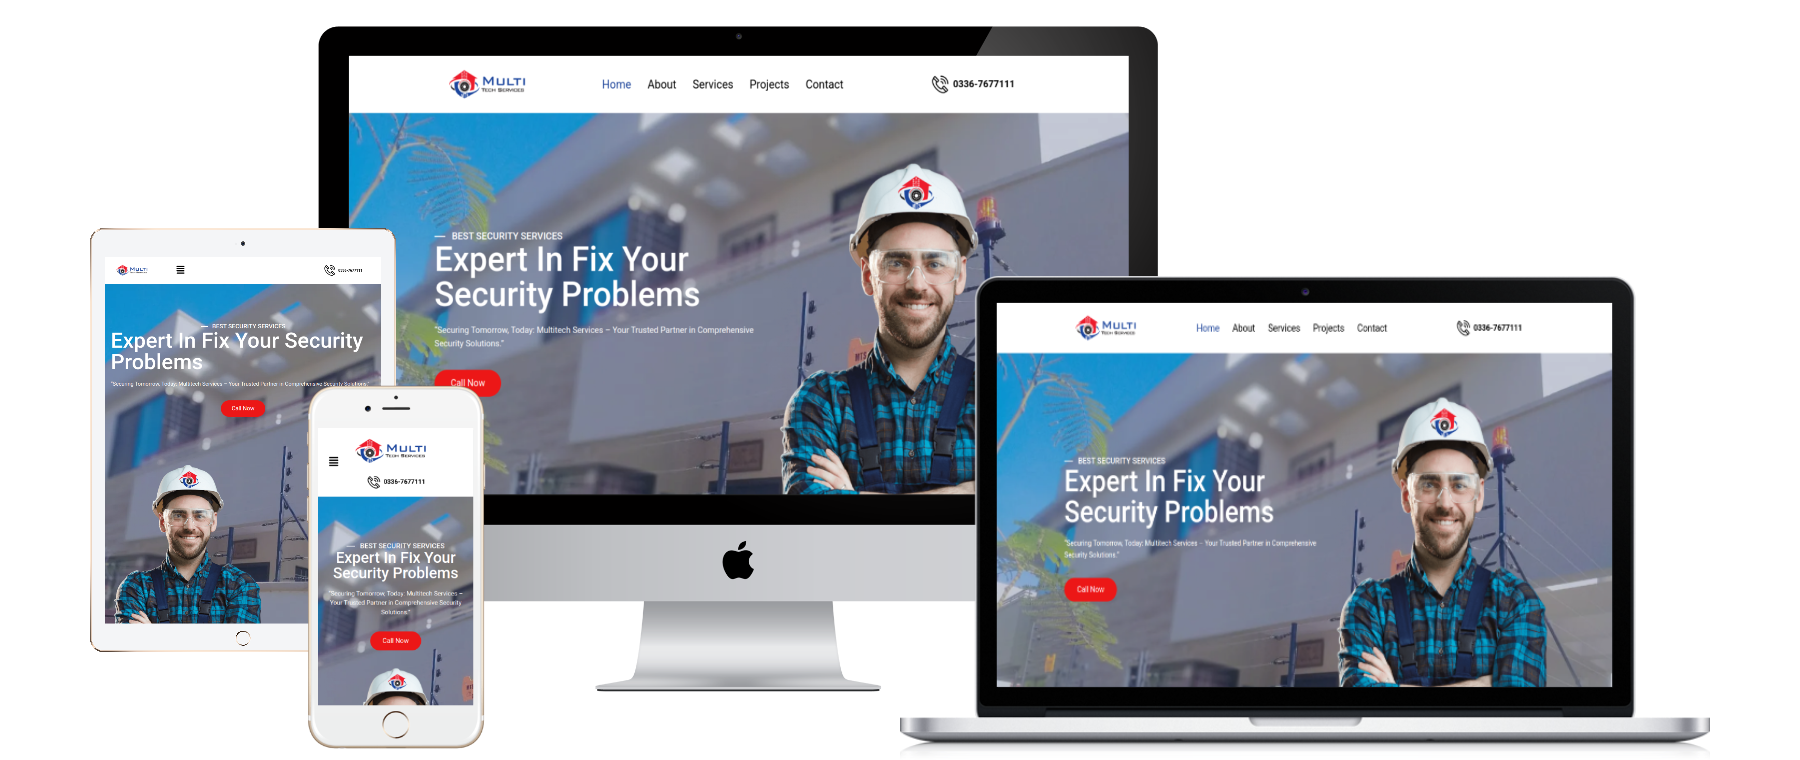 MULTI
TECH SERVICES
Home About Services Projects Contact
0336-7677111
BEST SECURITY SERVICES
Expert In Fix Your
Security Problems
"Securing Tomorrow, Today: Multitech Services – Your Trusted Partner in Comprehensive
Security Solutions."
Call Now
MULTI
0336-7677111
BEST SECURITY SERVICES
Expert In Fix Your Security
Problems
"Securing Tomorrow, Today: Multitech Services – Your Trusted Partner in Comprehensive Security Solutions."
Call Now
MULTI
TECH SERVICES
0336-7677111
BEST SECURITY SERVICES
Expert In Fix Your
Security Problems
"Securing Tomorrow, Today: Multitech Services –
Your Trusted Partner in Comprehensive Security
Solutions."
Call Now
MULTI
TECH SERVICES
Home About Services Projects Contact
0336-7677111
BEST SECURITY SERVICES
Expert In Fix Your
Security Problems
"Securing Tomorrow, Today: Multitech Services – Your Trusted Partner in Comprehensive
Security Solutions."
Call Now